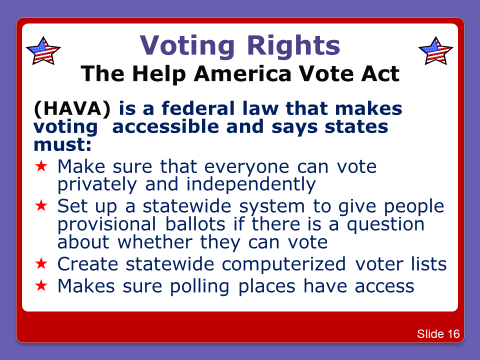 Voting Rights
The Help America Vote Act
(HAVA) is a federal law that makes
voting  accessible and says states
must:
Make sure that everyone can vote
privately and independently
Set up a statewide system to give people
provisional ballots if there is a question
about whether they can vote
Create statewide computerized voter lists
Makes sure polling places have access
Slide 16